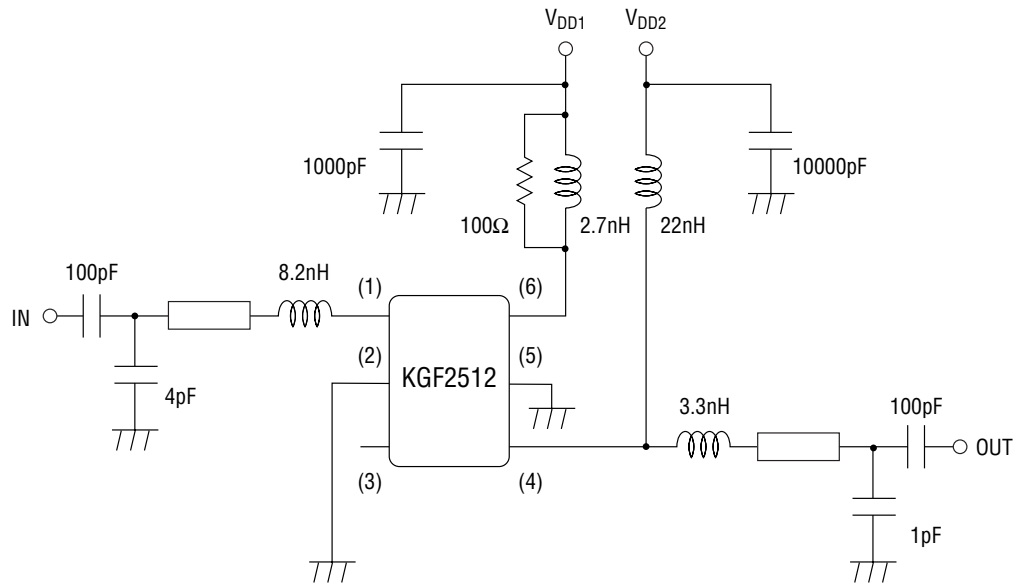 VDD1 VDD2
1000pF 10000pF
100Ω 2.7nH 22nH
100pF 8.2nH (1) (6)
IN
(2) (5)
KGF2512
4pF 3.3nH 100pF
OUT
(3) (4)
1pF